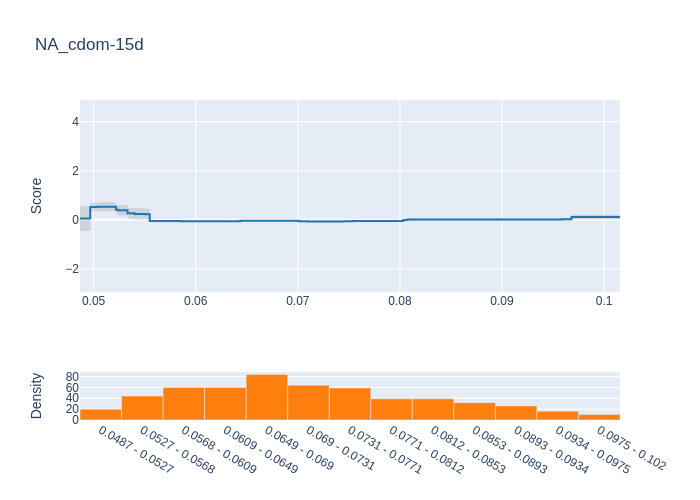 NA_cdom-15d
4
2
0
−2
Score
0.05
0.06
0.07
0.08
0.09
0.1
80
60
40
20
0
Density
0.0487 - 0.0527
0.0527 - 0.0568
0.0568 - 0.0609
0.0609 - 0.0649
0.0649 - 0.069
0.069 - 0.0731
0.0731 - 0.0771
0.0771 - 0.0812
0.0812 - 0.0853
0.0853 - 0.0893
0.0893 - 0.0934
0.0934 - 0.0975
0.0975 - 0.102